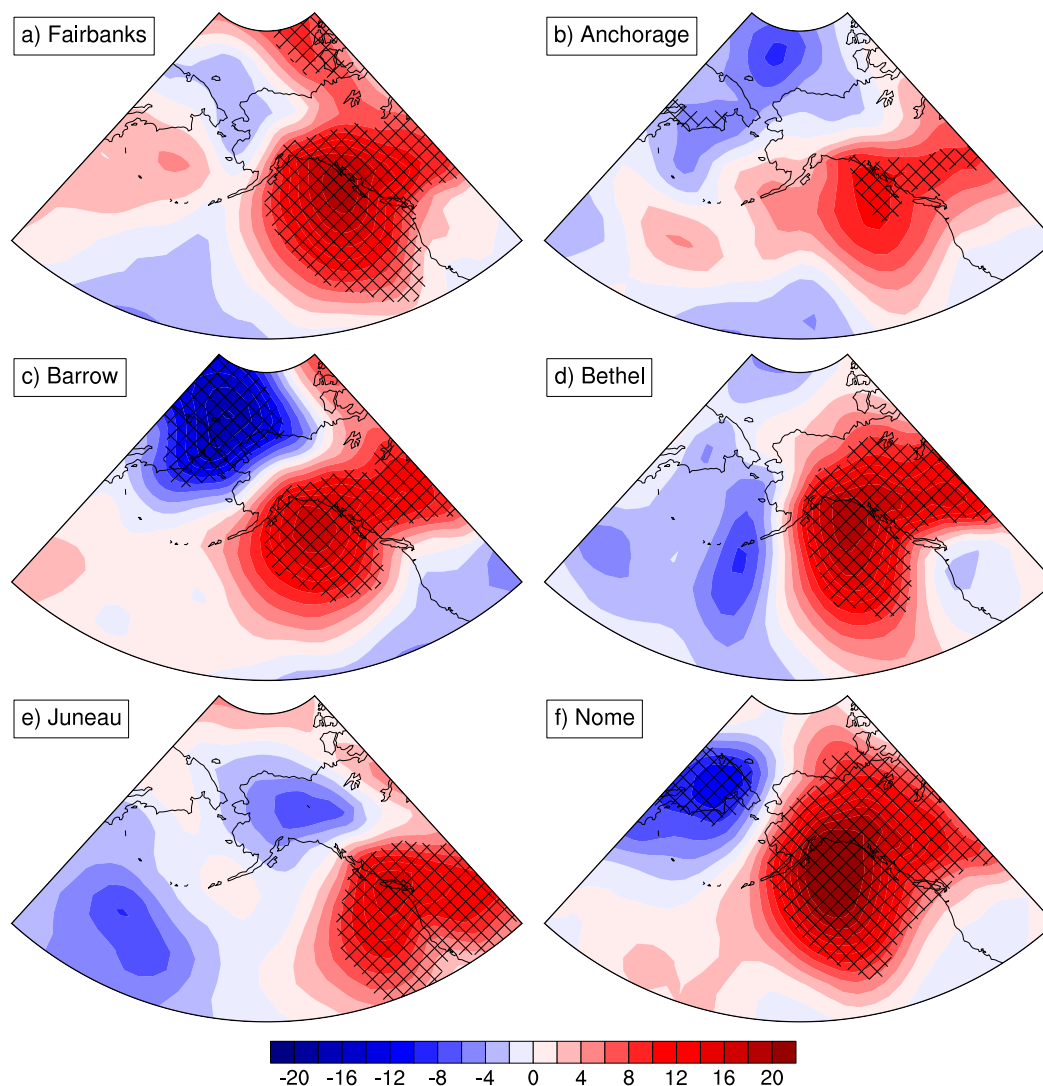 a) Fairbanks
b) Anchorage
c) Barrow
d) Bethel
e) Juneau
f) Nome
-20 -16 -12 -8 -4 0 4 8 12 16 20